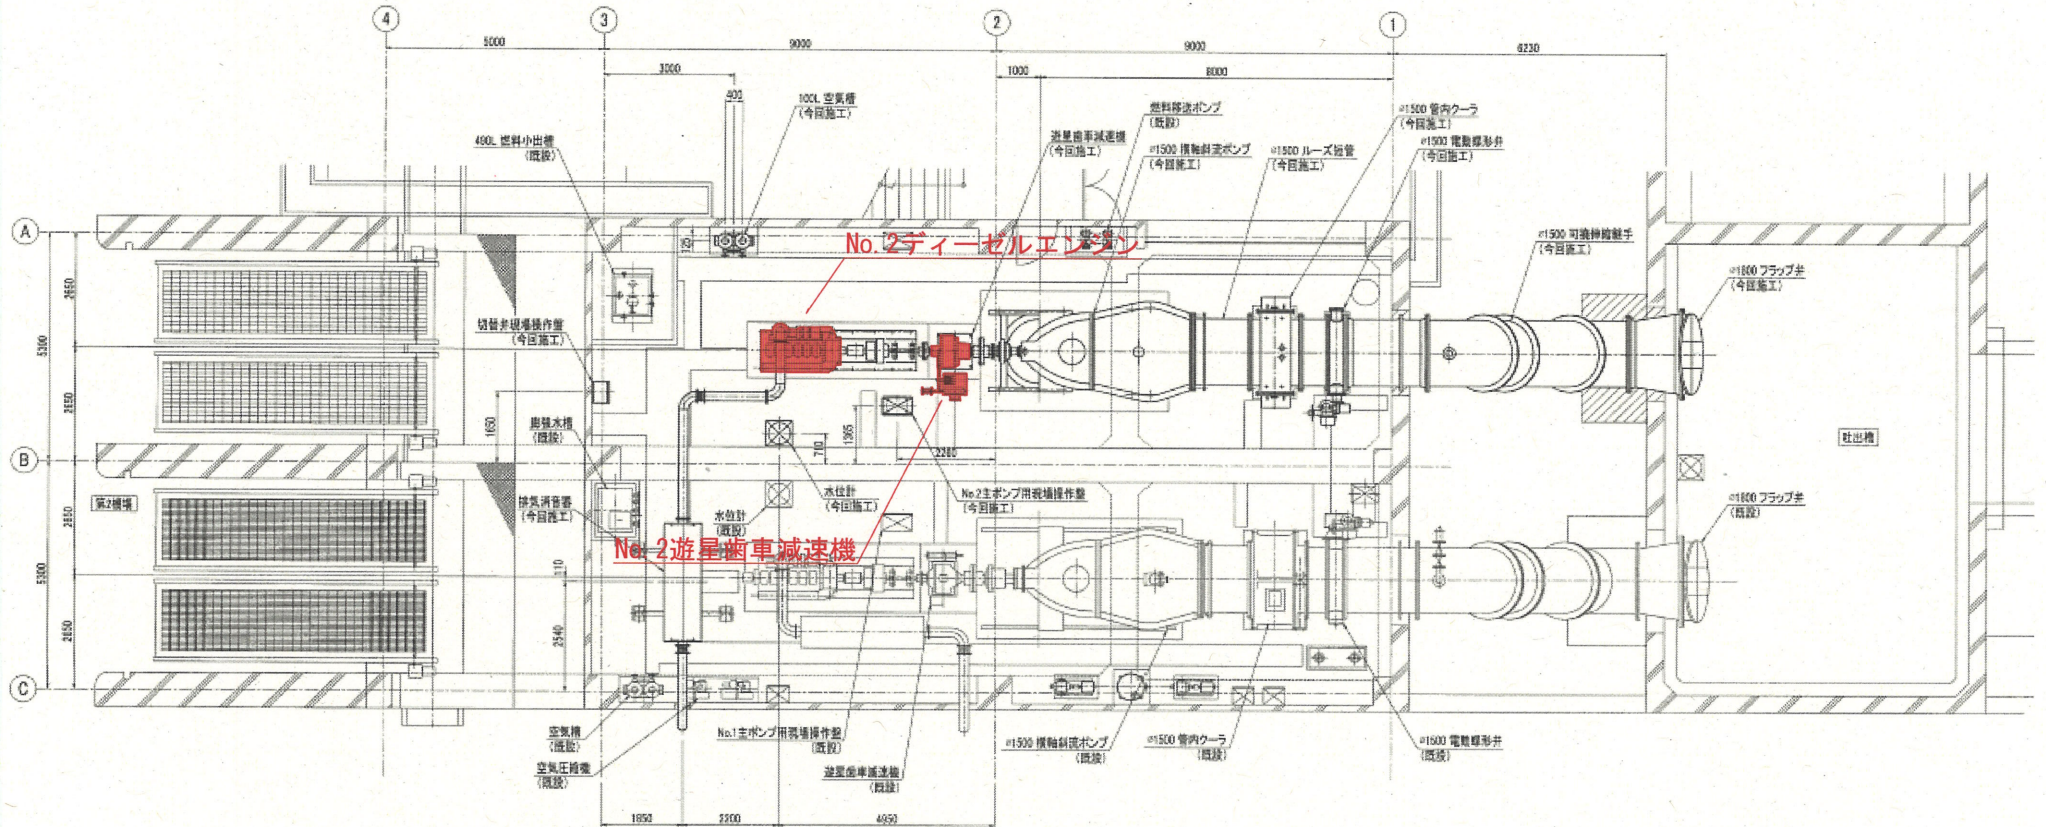 4
3
2
1
5000
9000
9000
6230
3000
1000
8000
400
100L 空気槽
(今回施工)
燃料移送ポンプ
(既設)
φ1500 管内クーラ
(今回施工)
490L 燃料小出槽
(既設)
遊星歯車減速機
(今回施工)
φ1500 横軸斜流ポンプ
(今回施工)
φ1500 ルーズ短管
(今回施工)
φ1500 電動蝶形弁
(今回施工)
A
No.2ディーゼルエンジン
φ1500 可撓伸縮継手
(今回施工)
φ1800 フラップ弁
(今回施工)
2650
5300
切替弁現場操作盤
(今回施工)
2650
1650
膨張水槽
(既設)
710
1365
2260
吐出槽
B
第2機場
排気消音器
(今回施工)
水位計
(今回施工)
水位計
(既設)
No.2主ポンプ用現場操作盤
(今回施工)
φ1800 フラップ弁
(既設)
2650
No.2遊星歯車減速機
5300
110
2540
2650
C
空気槽
(既設)
No.1主ポンプ用現場操作盤
(既設)
φ1500 横軸斜流ポンプ
(既設)
φ1500 管内クーラ
(既設)
φ1500 電動蝶形弁
(既設)
空気圧縮機
(既設)
遊星歯車減速機
(既設)
1850
2200
4950